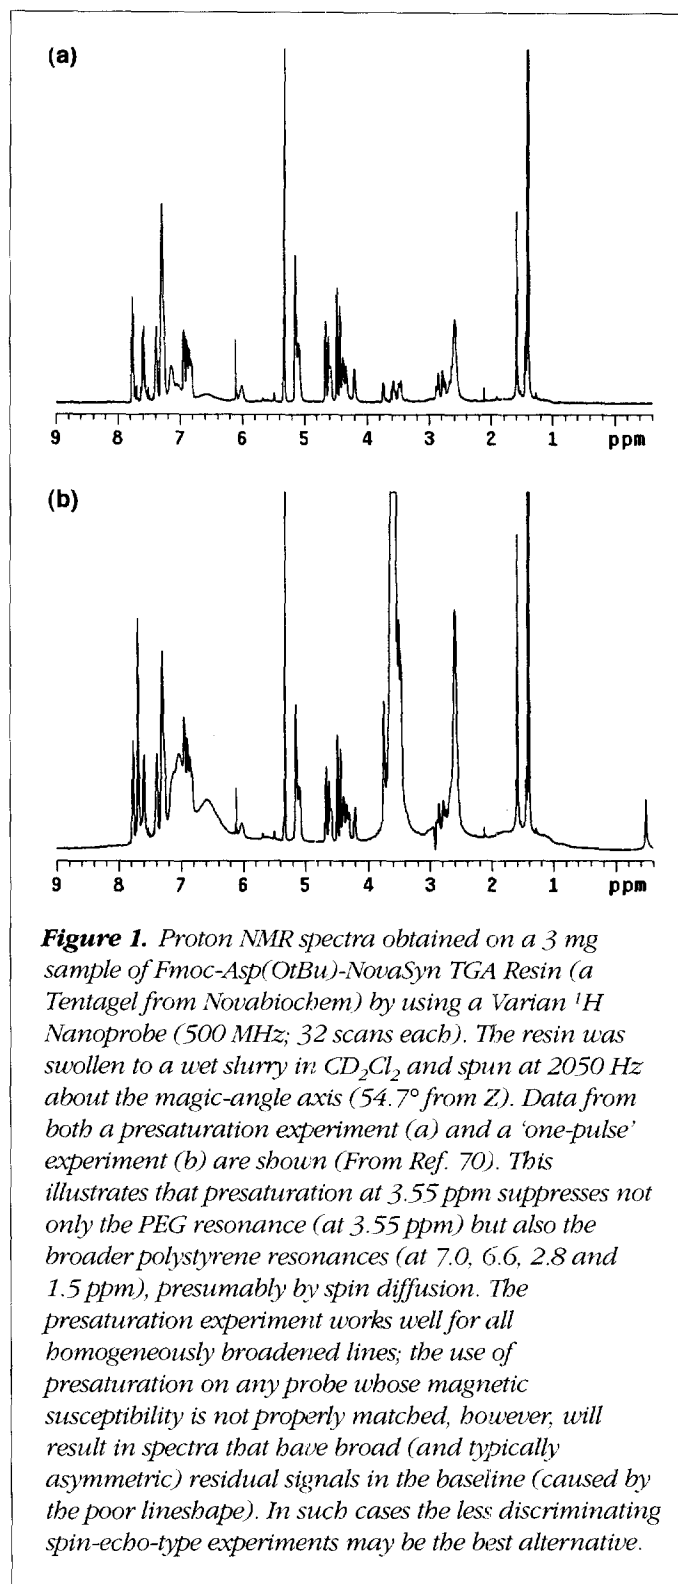 (a)
9 8 7 6 5 4 3 2 1 ppm
(b)
9 8 7 6 5 4 3 2 1 ppm
Figure 1. Proton NMR spectra obtained on a 3 mg
sample of Fmoc-Asp(OtBu)-NovaSyn TGA Resin (a
Tentagel from Novabiochem) by using a Varian ¹H
Nanoprobe (500 MHz; 32 scans each). The resin was
swollen to a wet slurry in CD₂Cl₂ and spun at 2050 Hz
about the magic-angle axis (54.7° from Z). Data from
both a presaturation experiment (a) and a 'one-pulse'
experiment (b) are shown (From Ref. 70). This
illustrates that presaturation at 3.55 ppm suppresses not
only the PEG resonance (at 3.55 ppm) but also the
broader polystyrene resonances (at 7.0, 6.6, 2.8 and
1.5 ppm), presumably by spin diffusion. The
presaturation experiment works well for all
homogeneously broadened lines; the use of
presaturation on any probe whose magnetic
susceptibility is not properly matched, however, will
result in spectra that have broad (and typically
asymmetric) residual signals in the baseline (caused by
the poor lineshape). In such cases the less discriminating
spin-echo-type experiments may be the best alternative.